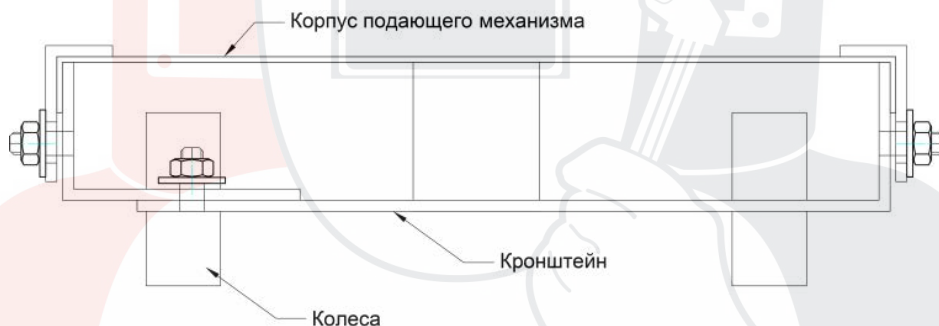 Корпус подающего механизма
Кронштейн
Колеса